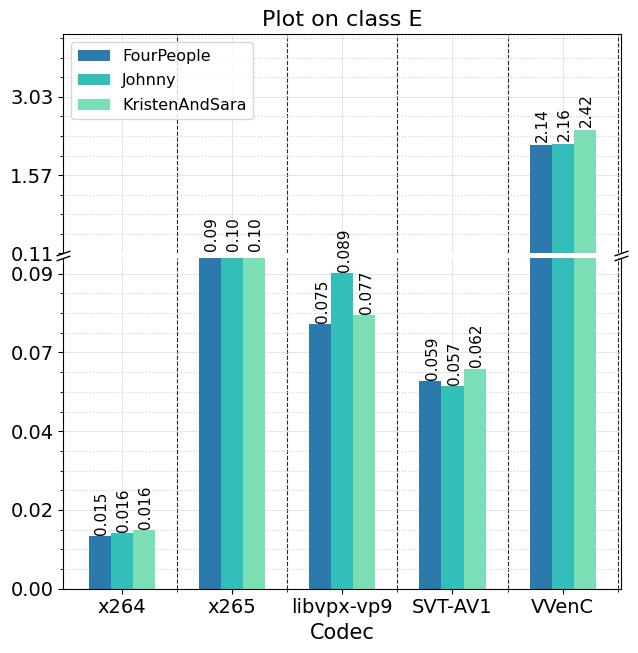 Plot on class E
FourPeople
Johnny
KristenAndSara
3.03
1.57
0.11
0.09
0.07
0.04
0.02
0.00
0.015
0.016
0.016
0.09
0.10
0.10
0.075
0.089
0.077
0.059
0.057
0.062
2.14
2.16
2.42
x264
x265
libvpx-vp9
SVT-AV1
VVenC
Codec